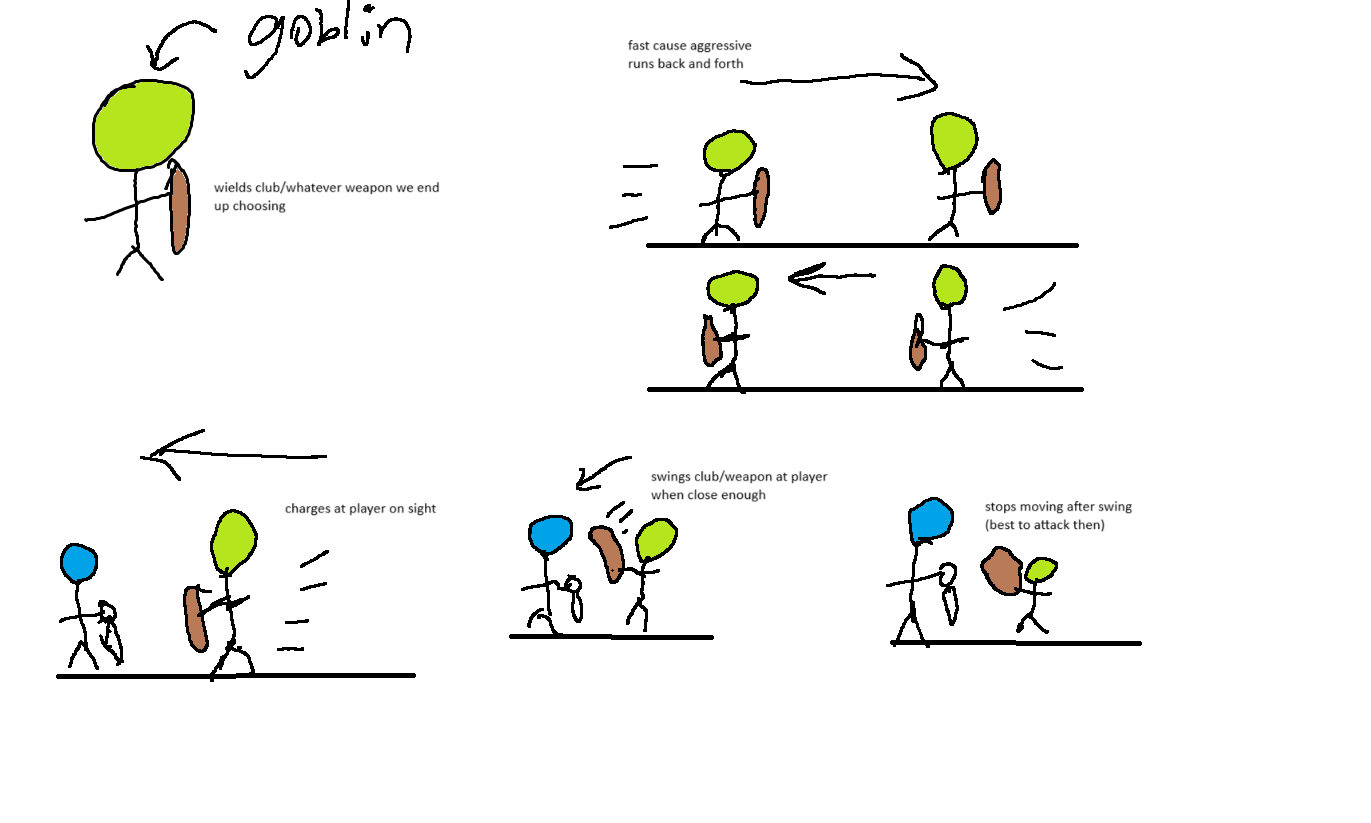 goblin
fast cause aggressive
runs back and forth
wields club/whatever weapon we end
up choosing
charges at player on sight
swings club/weapon at player
when close enough
stops moving after swing
(best to attack then)